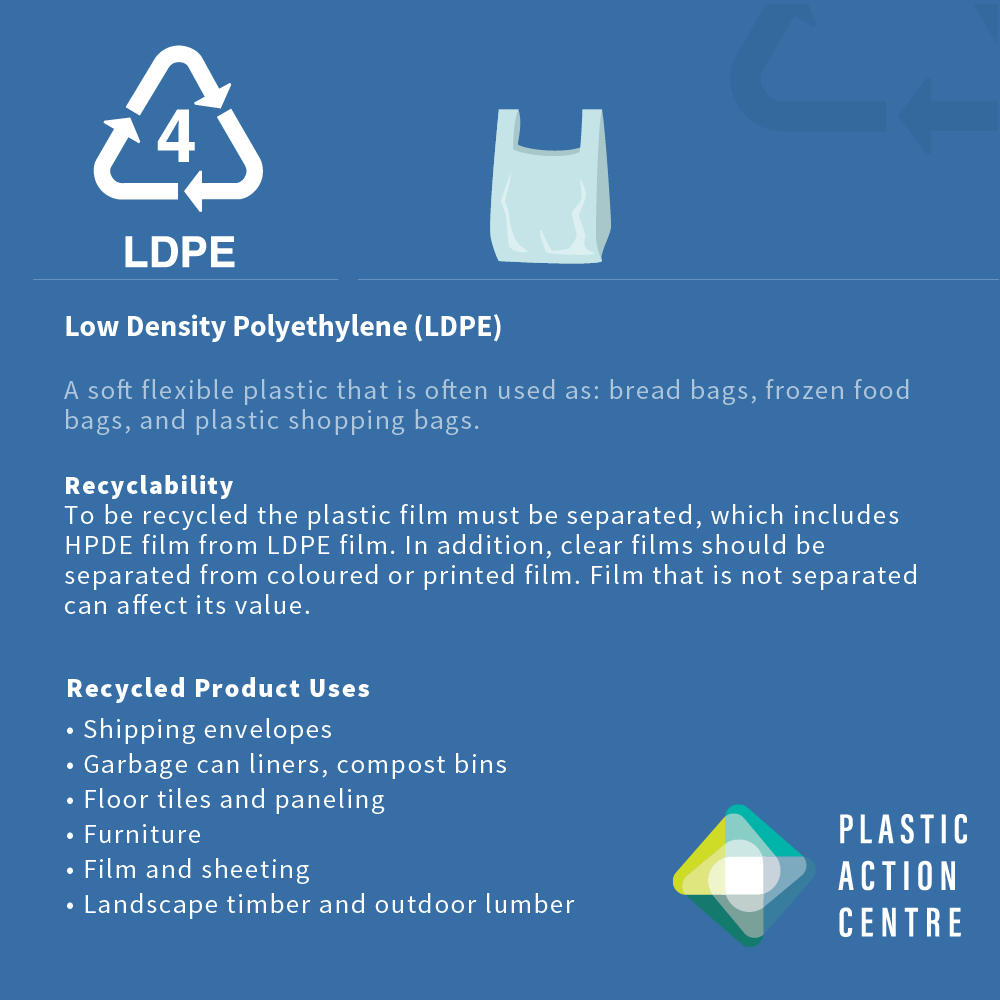 4
LDPE
Low Density Polyethylene (LDPE)
A soft flexible plastic that is often used as: bread bags, frozen food
bags, and plastic shopping bags.
Recyclability
To be recycled the plastic film must be separated, which includes
HPDE film from LDPE film. In addition, clear films should be
separated from coloured or printed film. Film that is not separated
can affect its value.
Recycled Product Uses
• Shipping envelopes
• Garbage can liners, compost bins
• Floor tiles and paneling
• Furniture
• Film and sheeting
• Landscape timber and outdoor lumber
PLASTIC
ACTION
CENTRE